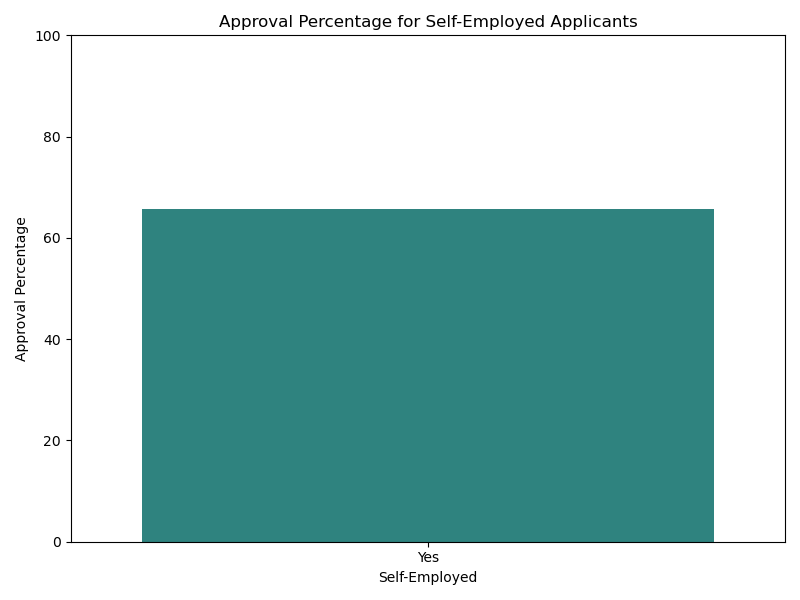 Approval Percentage for Self-Employed Applicants
100
80
60
40
20
0
Approval Percentage
Yes
Self-Employed